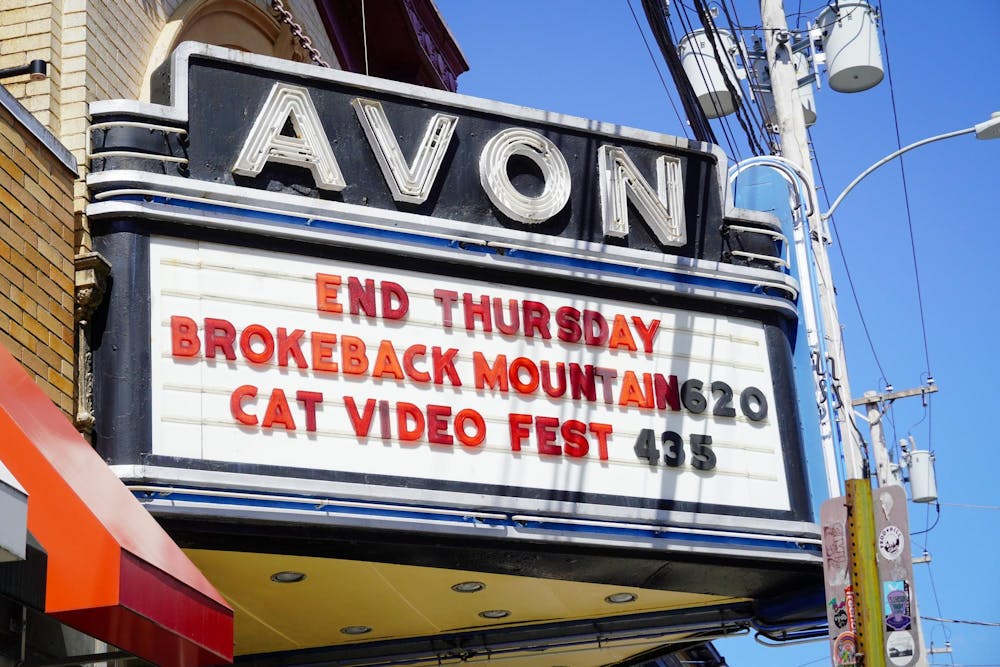 AVON
END THURSDAY
BROKEBACK MOUNTAIN 620
CAT VIDEO FEST 435